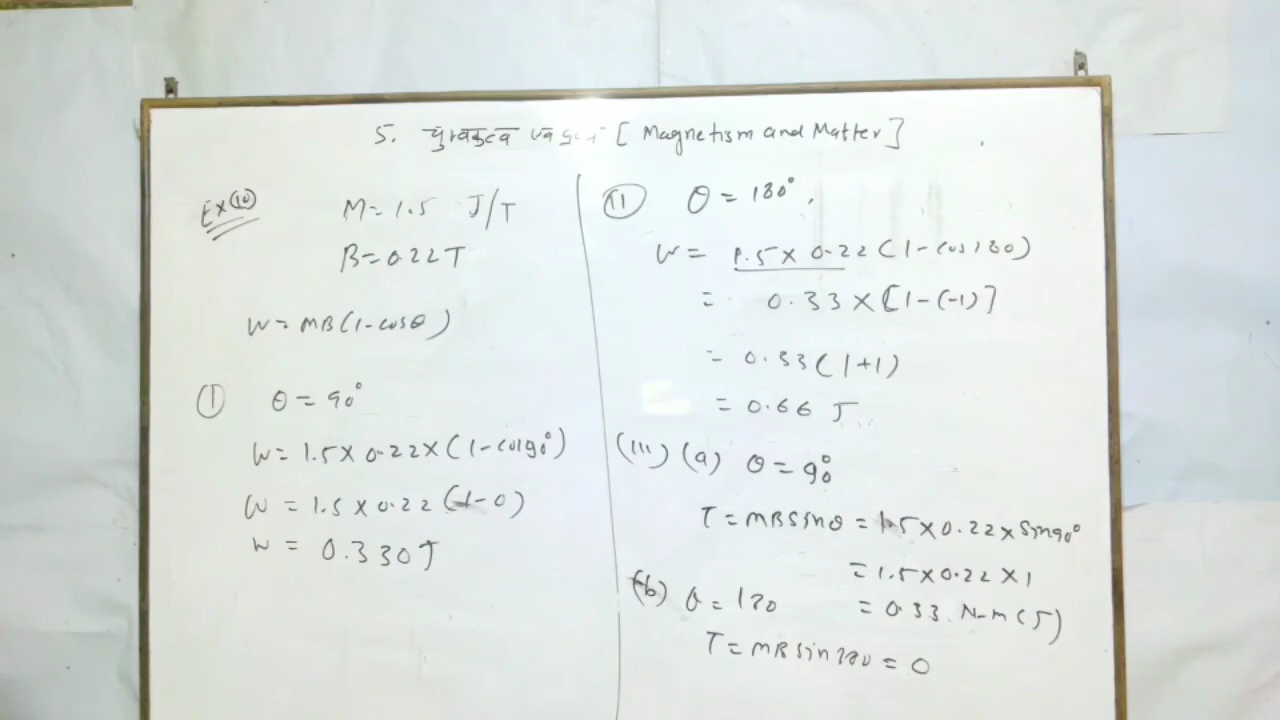 5. चुम्बकत्व एवं [Magnetism and Matter]
Ex 10
M = 1.5 J/T
B = 0.22 T
W = MB(1-cosθ)
(I) θ = 90°
W = 1.5 × 0.22 × (1-cos90°)
W = 1.5 × 0.22 (1-0)
W = 0.330 J
(II) θ = 180°,
W = 1.5 × 0.22 (1-cos180)
= 0.33 × [1-(-1)]
= 0.33 (1+1)
= 0.66 J
(III) (a) θ = 90°
T = MBsinθ = 1.5 × 0.22 × sin90°
= 1.5 × 0.22 × 1
= 0.33 N-m (J)
(b) θ = 180
T = MBsin180 = 0